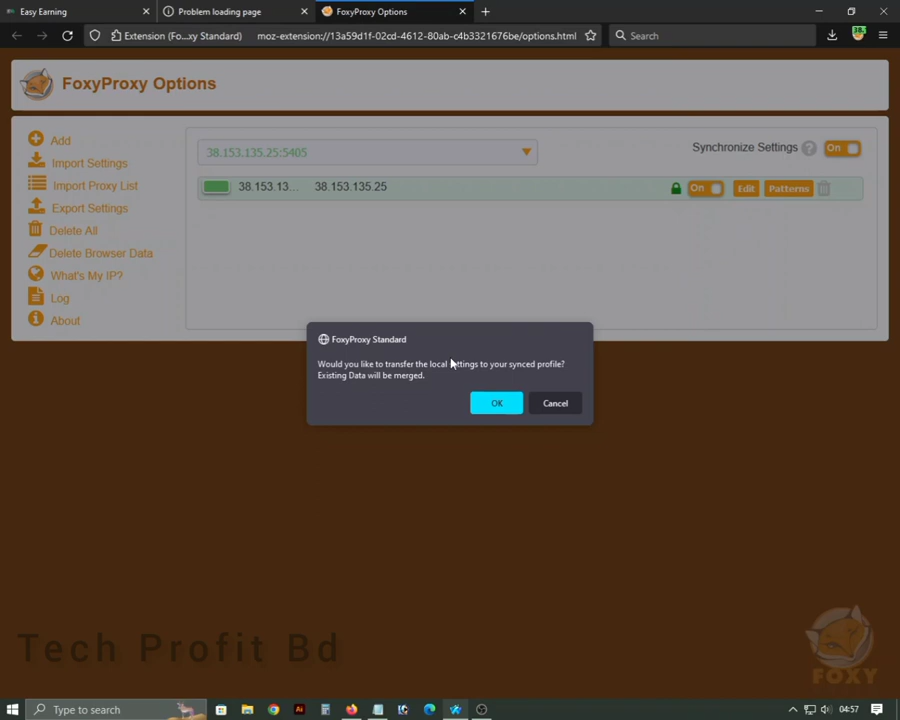 Easy Earning
Problem loading page
FoxyProxy Options
Extension (Fo...xy Standard)
moz-extension://13a59d1f-02cd-4612-80ab-c4b3321676be/options.html
Search
38.
FoxyProxy Options
Add
Import Settings
Import Proxy List
Export Settings
Delete All
Delete Browser Data
What's My IP?
Log
About
38.153.135.25:5405
Synchronize Settings ? On
38.153.13... 38.153.135.25 On Edit Patterns
FoxyProxy Standard
Would you like to transfer the local settings to your synced profile?
Existing Data will be merged.
OK Cancel
Tech Profit Bd
FOXY
Type to search
04:57